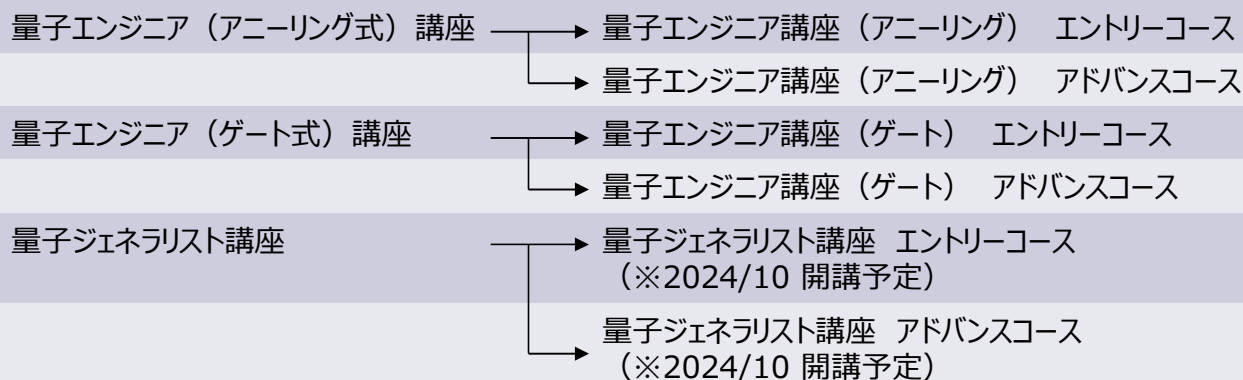 量子エンジニア（アニーリング式）講座 量子エンジニア講座（アニーリング）　エントリーコース
量子エンジニア講座（アニーリング）　アドバンスコース
量子エンジニア（ゲート式）講座 量子エンジニア講座（ゲート）　エントリーコース
量子エンジニア講座（ゲート）　アドバンスコース
量子ジェネラリスト講座 量子ジェネラリスト講座 エントリーコース
（※2024/10 開講予定）
量子ジェネラリスト講座 アドバンスコース
（※2024/10 開講予定）